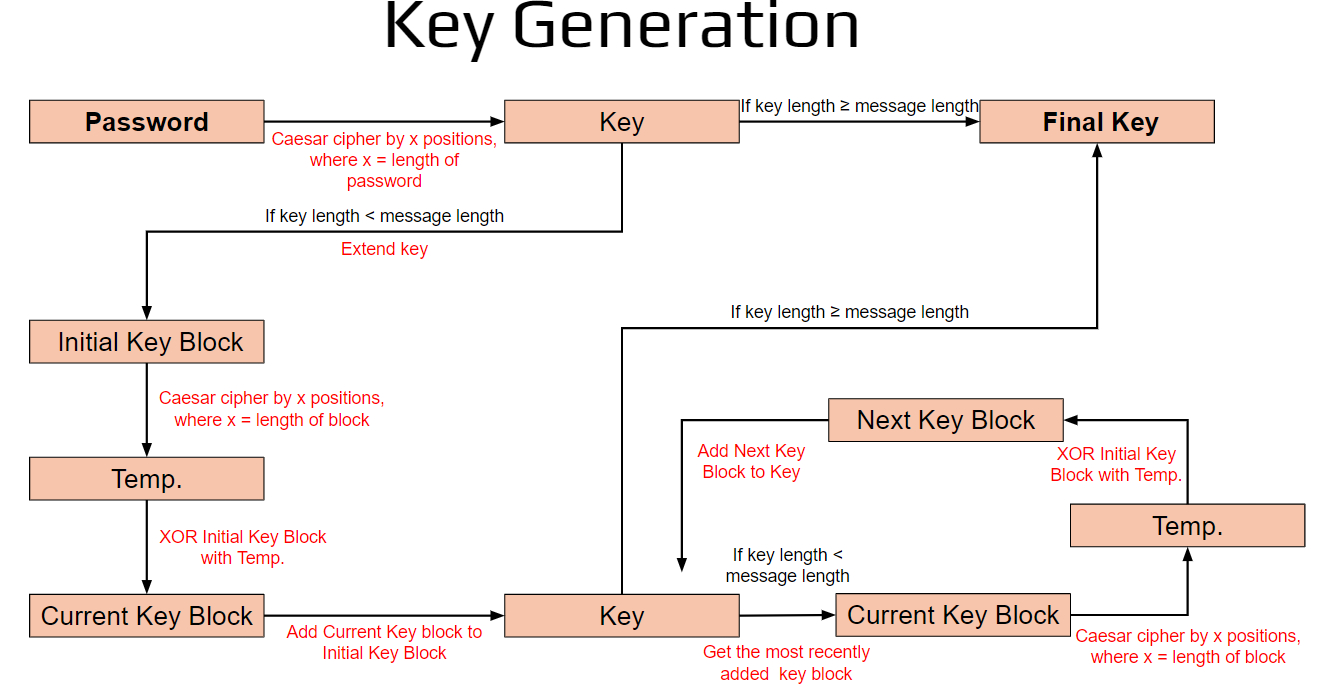 Key Generation
Password
Caesar cipher by x positions,
where x = length of
password
Key
If key length ≥ message length
Final Key
If key length < message length
Extend key
Initial Key Block
Caesar cipher by x positions,
where x = length of block
Temp.
XOR Initial Key Block
with Temp.
Current Key Block
Add Current Key block to
Initial Key Block
Key
If key length ≥ message length
If key length <
message length
Get the most recently
added key block
Current Key Block
Caesar cipher by x positions,
where x = length of block
Temp.
XOR Initial Key
Block with Temp.
Next Key Block
Add Next Key
Block to Key